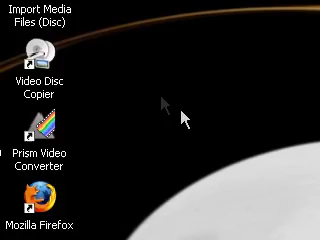 Import Media
Files (Disc)
Video Disc
Copier
Prism Video
Converter
Mozilla Firefox